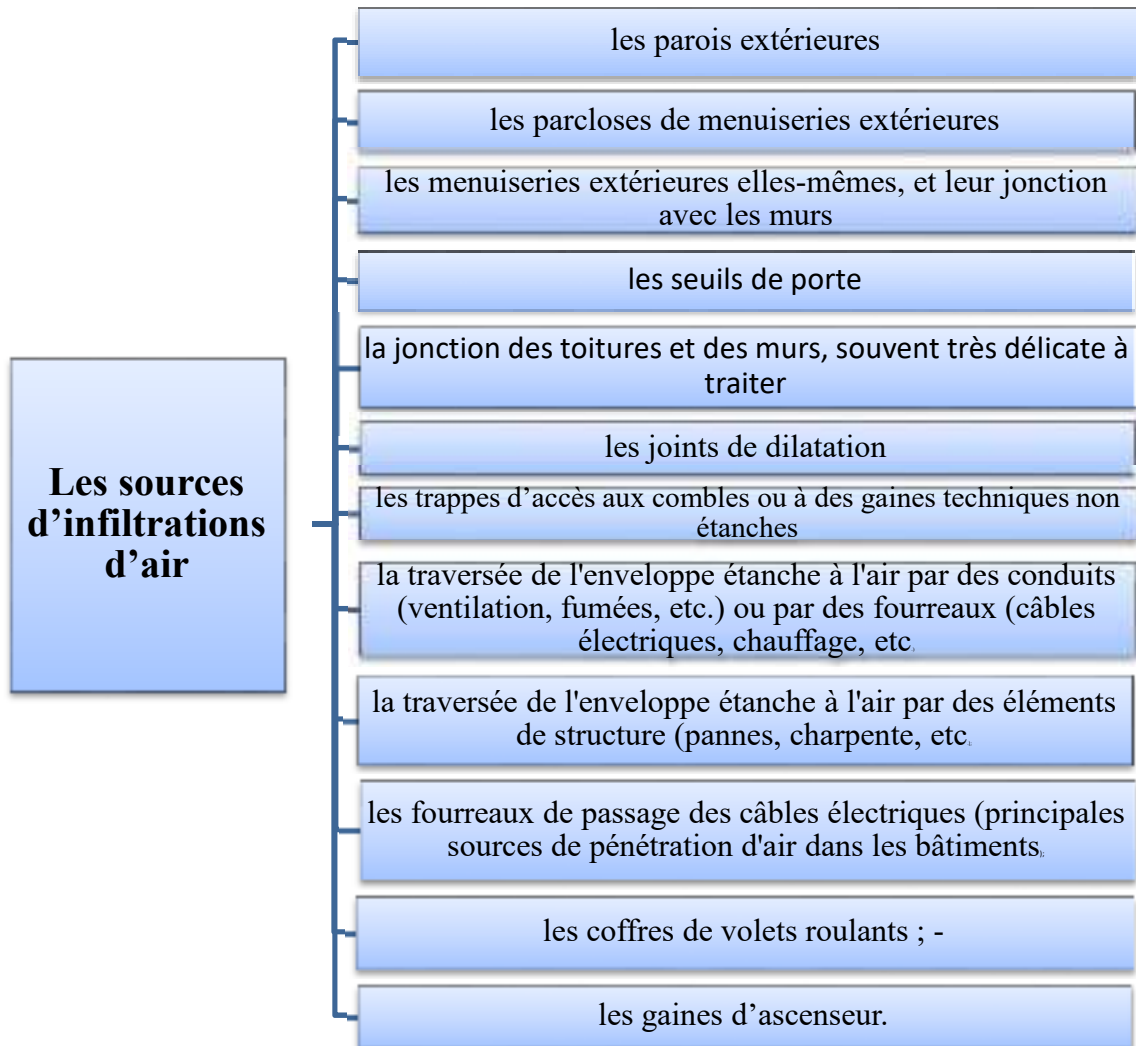 les parois extérieures
les parcloses de menuiseries extérieures
les menuiseries extérieures elles-mêmes, et leur jonction
avec les murs
les seuils de porte
la jonction des toitures et des murs, souvent très délicate à
traiter
les joints de dilatation
Les sources
d’infiltrations
d’air
les trappes d’accès aux combles ou à des gaines techniques non
étanches
la traversée de l'enveloppe étanche à l'air par des conduits
(ventilation, fumées, etc.) ou par des fourreaux (câbles
électriques, chauffage, etc
la traversée de l'enveloppe étanche à l'air par des éléments
de structure (pannes, charpente, etc
les fourreaux de passage des câbles électriques (principales
sources de pénétration d'air dans les bâtiments
les coffres de volets roulants ; -
les gaines d’ascenseur.